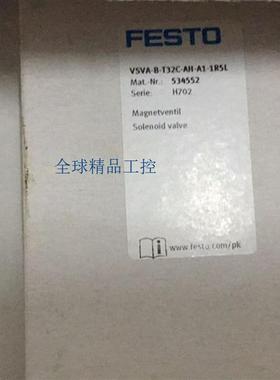 FESTO
VSVA-B-T32C-AH-A1-1R5L
Mat.-Nr.: 534552
Serie: H702
Magnetventil
Solenoid valve
全球精品工控
www.festo.com/pk